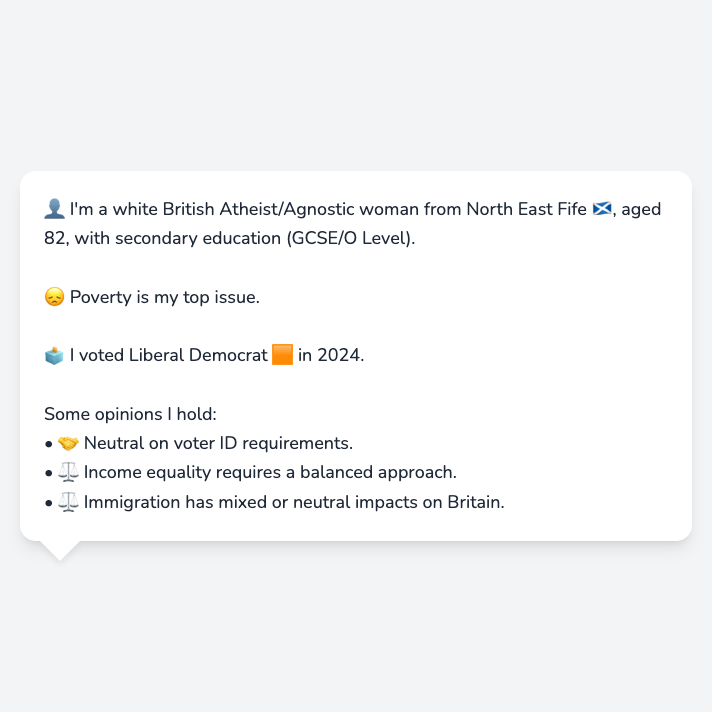 👤 I'm a white British Atheist/Agnostic woman from North East Fife 🏴󠁧󠁢󠁳󠁣󠁴󠁿, aged
82, with secondary education (GCSE/O Level).
😞 Poverty is my top issue.
🗳️ I voted Liberal Democrat 🟧 in 2024.
Some opinions I hold:
• 🤝 Neutral on voter ID requirements.
• ⚖️ Income equality requires a balanced approach.
• ⚖️ Immigration has mixed or neutral impacts on Britain.